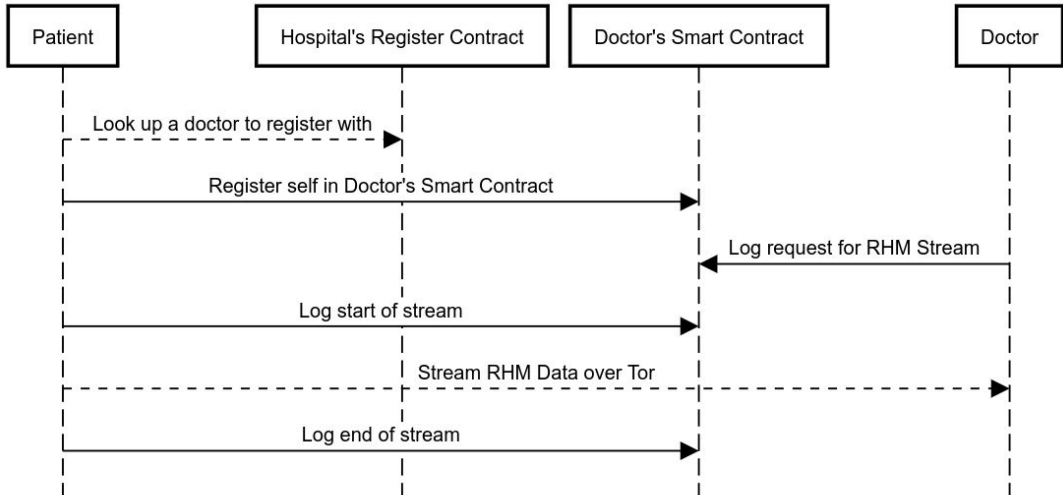 Patient
Hospital's Register Contract
Doctor's Smart Contract
Doctor
Look up a doctor to register with
Register self in Doctor's Smart Contract
Log request for RHM Stream
Log start of stream
Stream RHM Data over Tor
Log end of stream